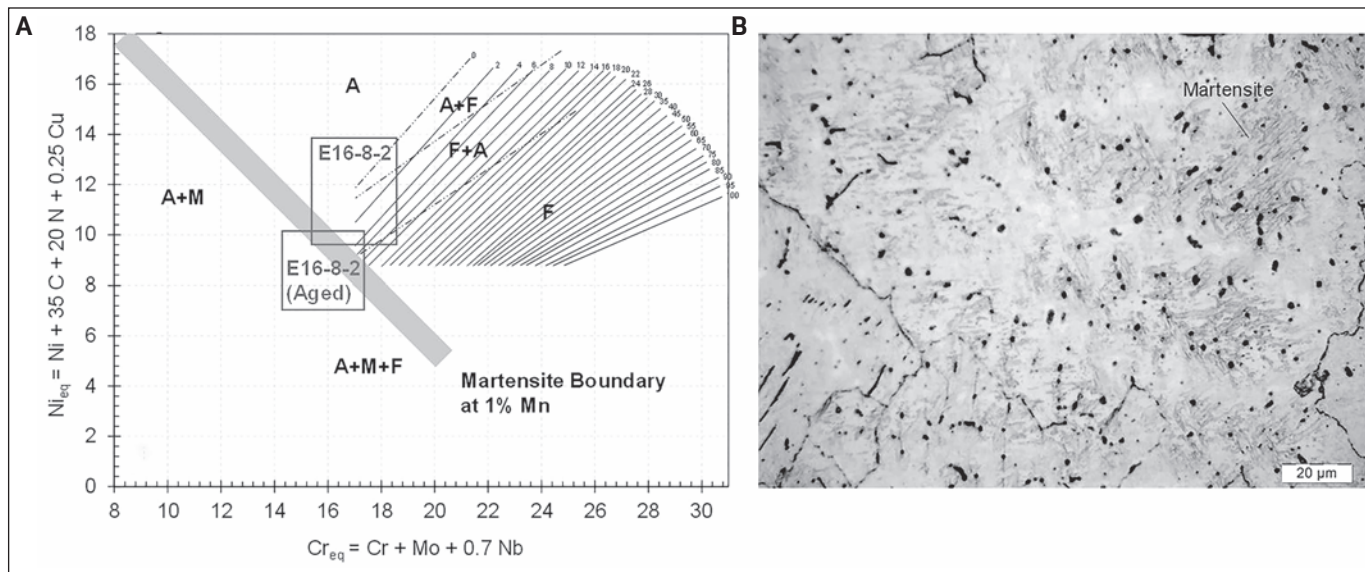 A
B
18
16
14
12
10
8
6
4
2
0
Ni_eq = Ni + 35 C + 20 N + 0.25 Cu
8 10 12 14 16 18 20 22 24 26 28 30
Cr_eq = Cr + Mo + 0.7 Nb
A
A+F
F+A
F
A+M
A+M+F
E16-8-2
E16-8-2
(Aged)
Martensite Boundary
at 1% Mn
0 2 4 6 8 10 12 14 16 18 20 22 24 26 28 30 35 40 45 50 55 60 65 70 75 80 85 90 95 100
Martensite
20 µm